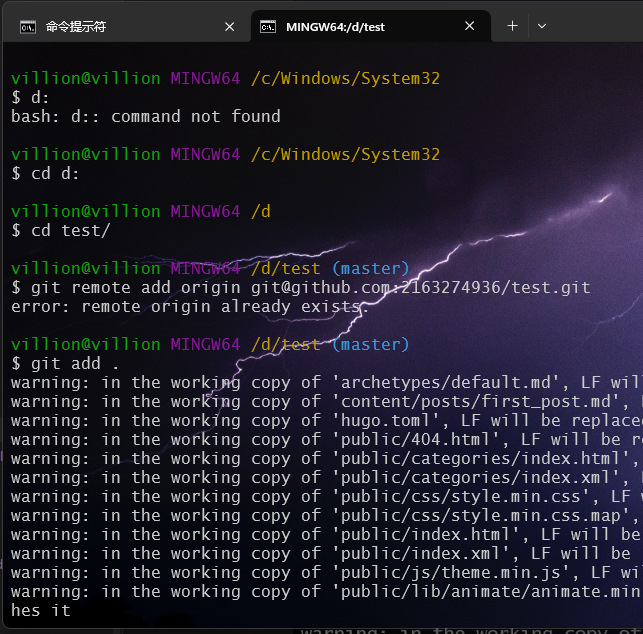 命令提示符
MINGW64:/d/test
villion@villion MINGW64 /c/Windows/System32
$ d:
bash: d:: command not found
villion@villion MINGW64 /c/Windows/System32
$ cd d:
villion@villion MINGW64 /d
$ cd test/
villion@villion MINGW64 /d/test (master)
$ git remote add origin git@github.com:2163274936/test.git
error: remote origin already exists.
villion@villion MINGW64 /d/test (master)
$ git add .
warning: in the working copy of 'archetypes/default.md', LF wil
warning: in the working copy of 'content/posts/first_post.md',
warning: in the working copy of 'hugo.toml', LF will be replaced
warning: in the working copy of 'public/404.html', LF will be re
warning: in the working copy of 'public/categories/index.html',
warning: in the working copy of 'public/categories/index.xml',
warning: in the working copy of 'public/css/style.min.css', LF w
warning: in the working copy of 'public/css/style.min.css.map',
warning: in the working copy of 'public/index.html', LF will be
warning: in the working copy of 'public/index.xml', LF will be
warning: in the working copy of 'public/js/theme.min.js', LF wil
warning: in the working copy of 'public/lib/animate/animate.min
hes it
warning: in the working copy of